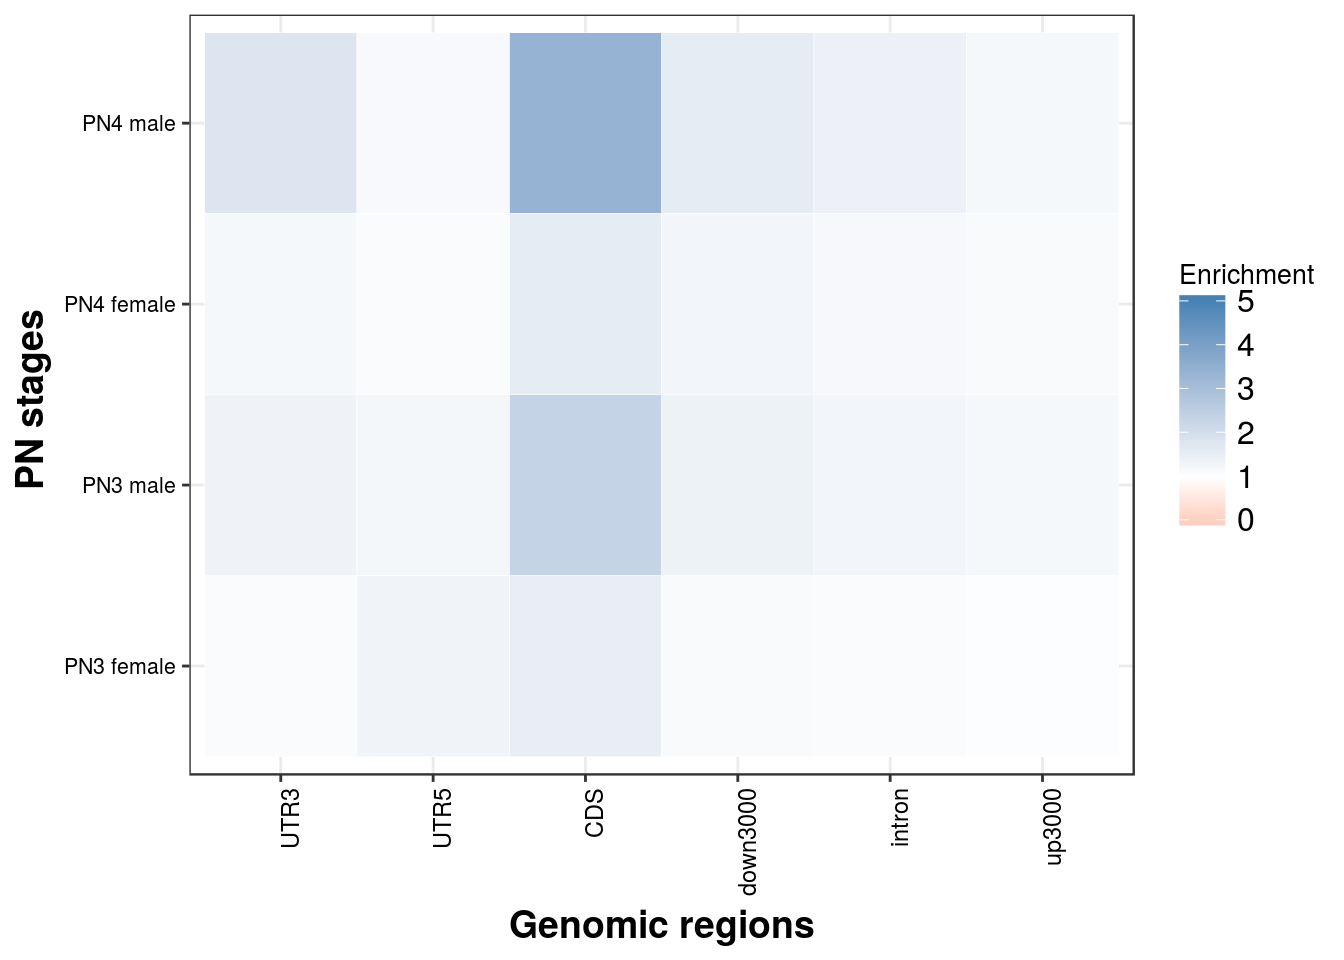 PN stages
PN4 male
PN4 female
PN3 male
PN3 female
UTR3
UTR5
CDS
down3000
intron
up3000
Genomic regions
Enrichment
5
4
3
2
1
0